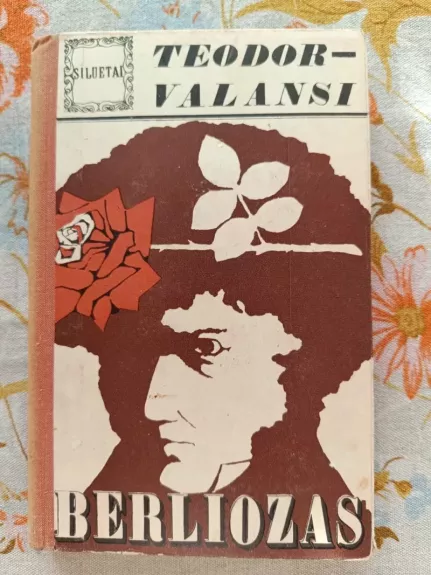 SILUETAI
TEODOR—
VALANSI
BERLIOZAS